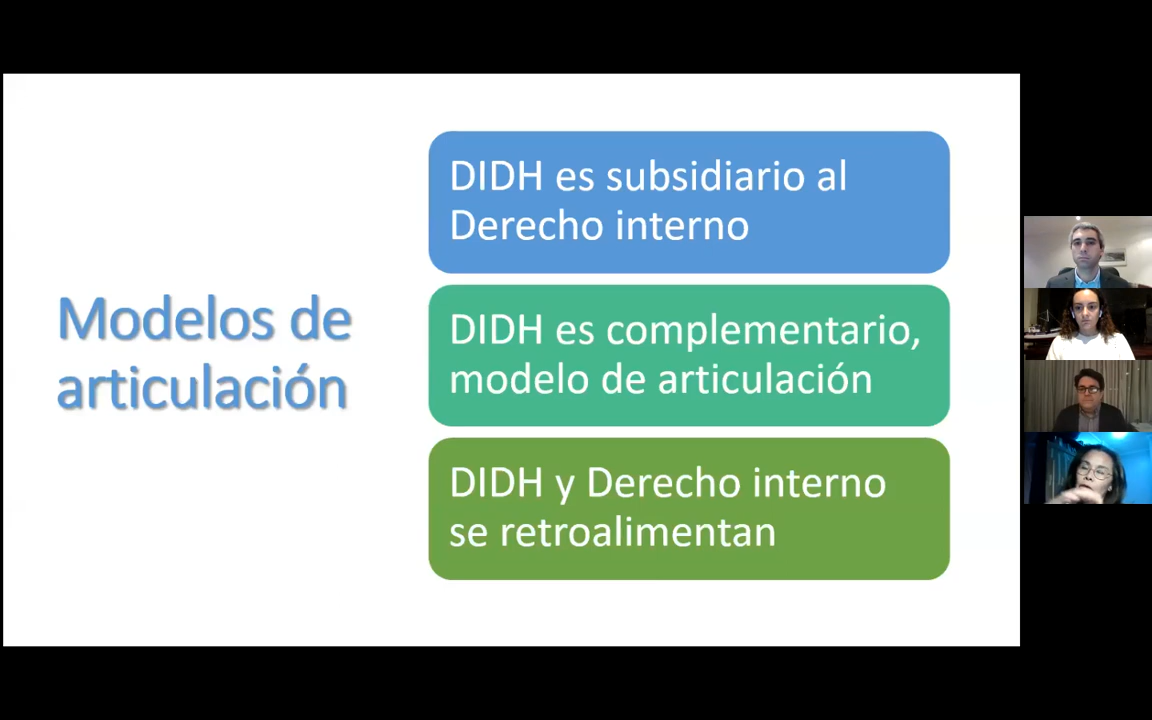 Modelos de
articulación
DIDH es subsidiario al
Derecho interno
DIDH es complementario,
modelo de articulación
DIDH y Derecho interno
se retroalimentan